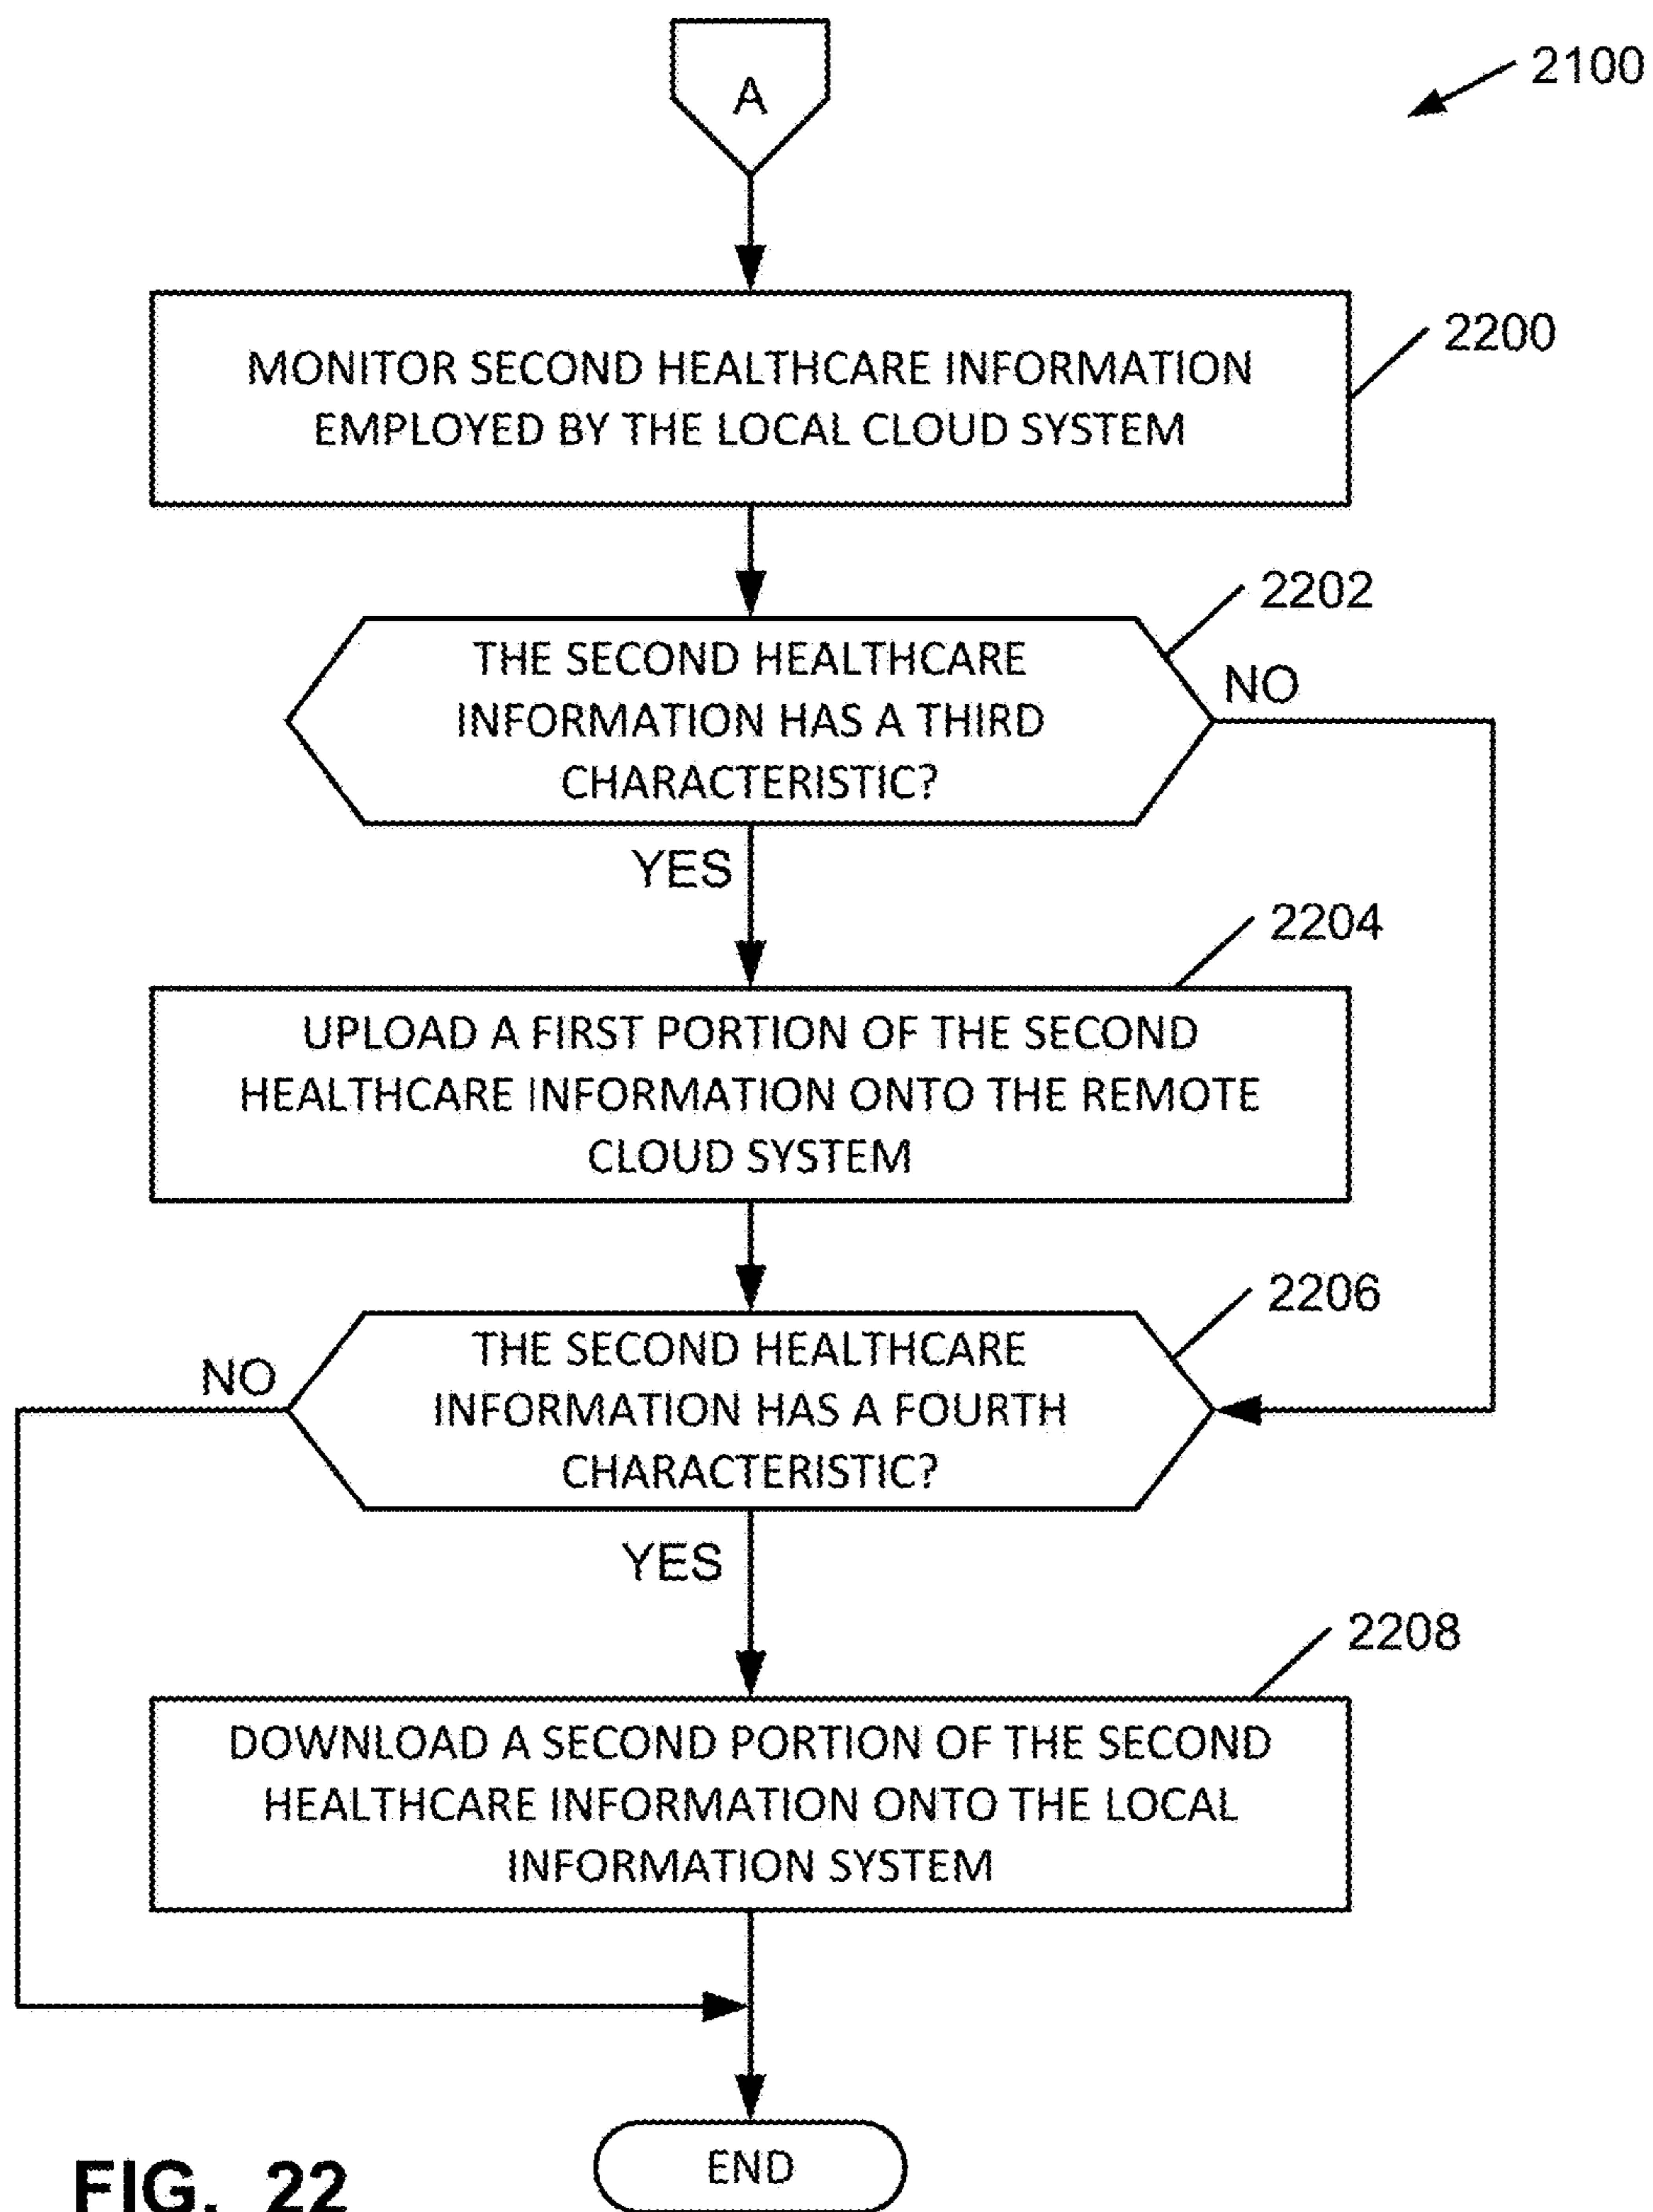 A
2100
MONITOR SECOND HEALTHCARE INFORMATION
EMPLOYED BY THE LOCAL CLOUD SYSTEM
2200
2202
THE SECOND HEALTHCARE
INFORMATION HAS A THIRD
CHARACTERISTIC?
NO
YES
2204
UPLOAD A FIRST PORTION OF THE SECOND
HEALTHCARE INFORMATION ONTO THE REMOTE
CLOUD SYSTEM
2206
THE SECOND HEALTHCARE
INFORMATION HAS A FOURTH
CHARACTERISTIC?
NO
YES
2208
DOWNLOAD A SECOND PORTION OF THE SECOND
HEALTHCARE INFORMATION ONTO THE LOCAL
INFORMATION SYSTEM
END
FIG. 22